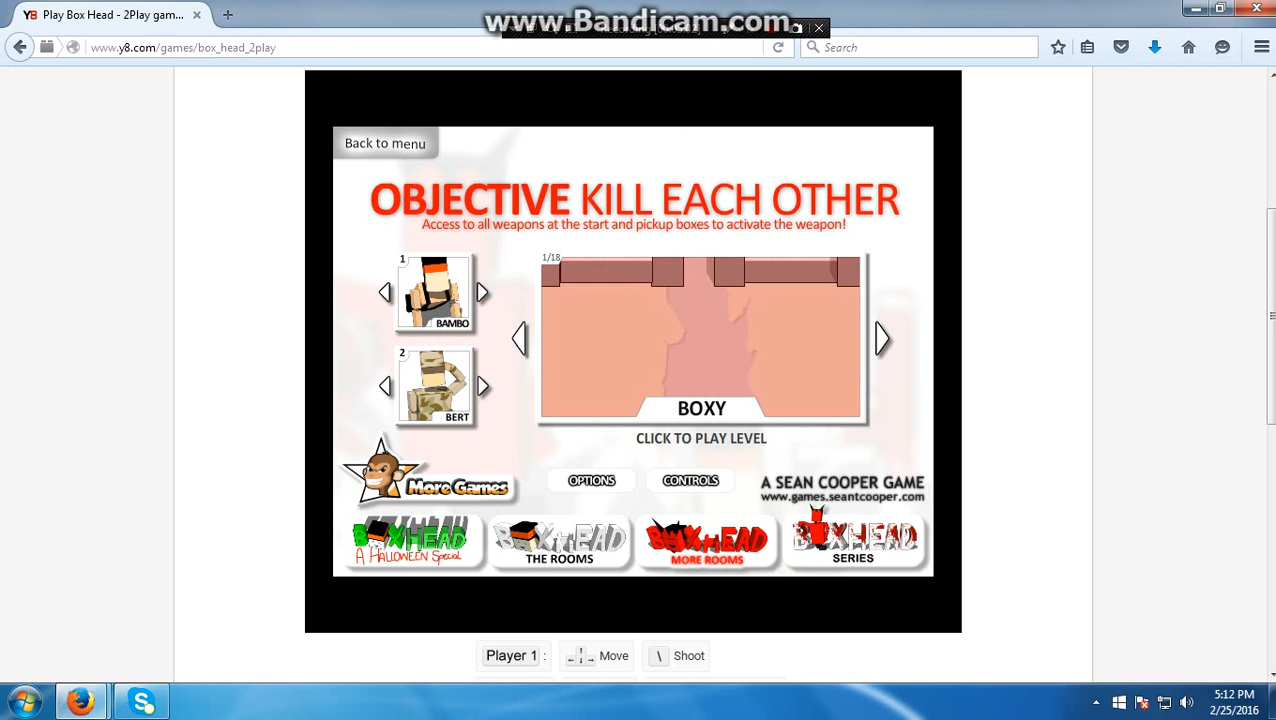 www.Bandicam.com
Play Box Head - 2Play gam...
www.y8.com/games/box_head_2play
Search
Back to menu
OBJECTIVE KILL EACH OTHER
Access to all weapons at the start and pickup boxes to activate the weapon!
1
BAMBO
2
BERT
1/18
BOXY
CLICK TO PLAY LEVEL
More Games
OPTIONS
CONTROLS
A SEAN COOPER GAME
www.games.seantcooper.com
BOXHEAD
A HALLOWEEN Special
BOXHEAD
THE ROOMS
BOXHEAD
MORE ROOMS
BOXHEAD
SERIES
Player 1 :
Move
\
Shoot
5:12 PM
2/25/2016